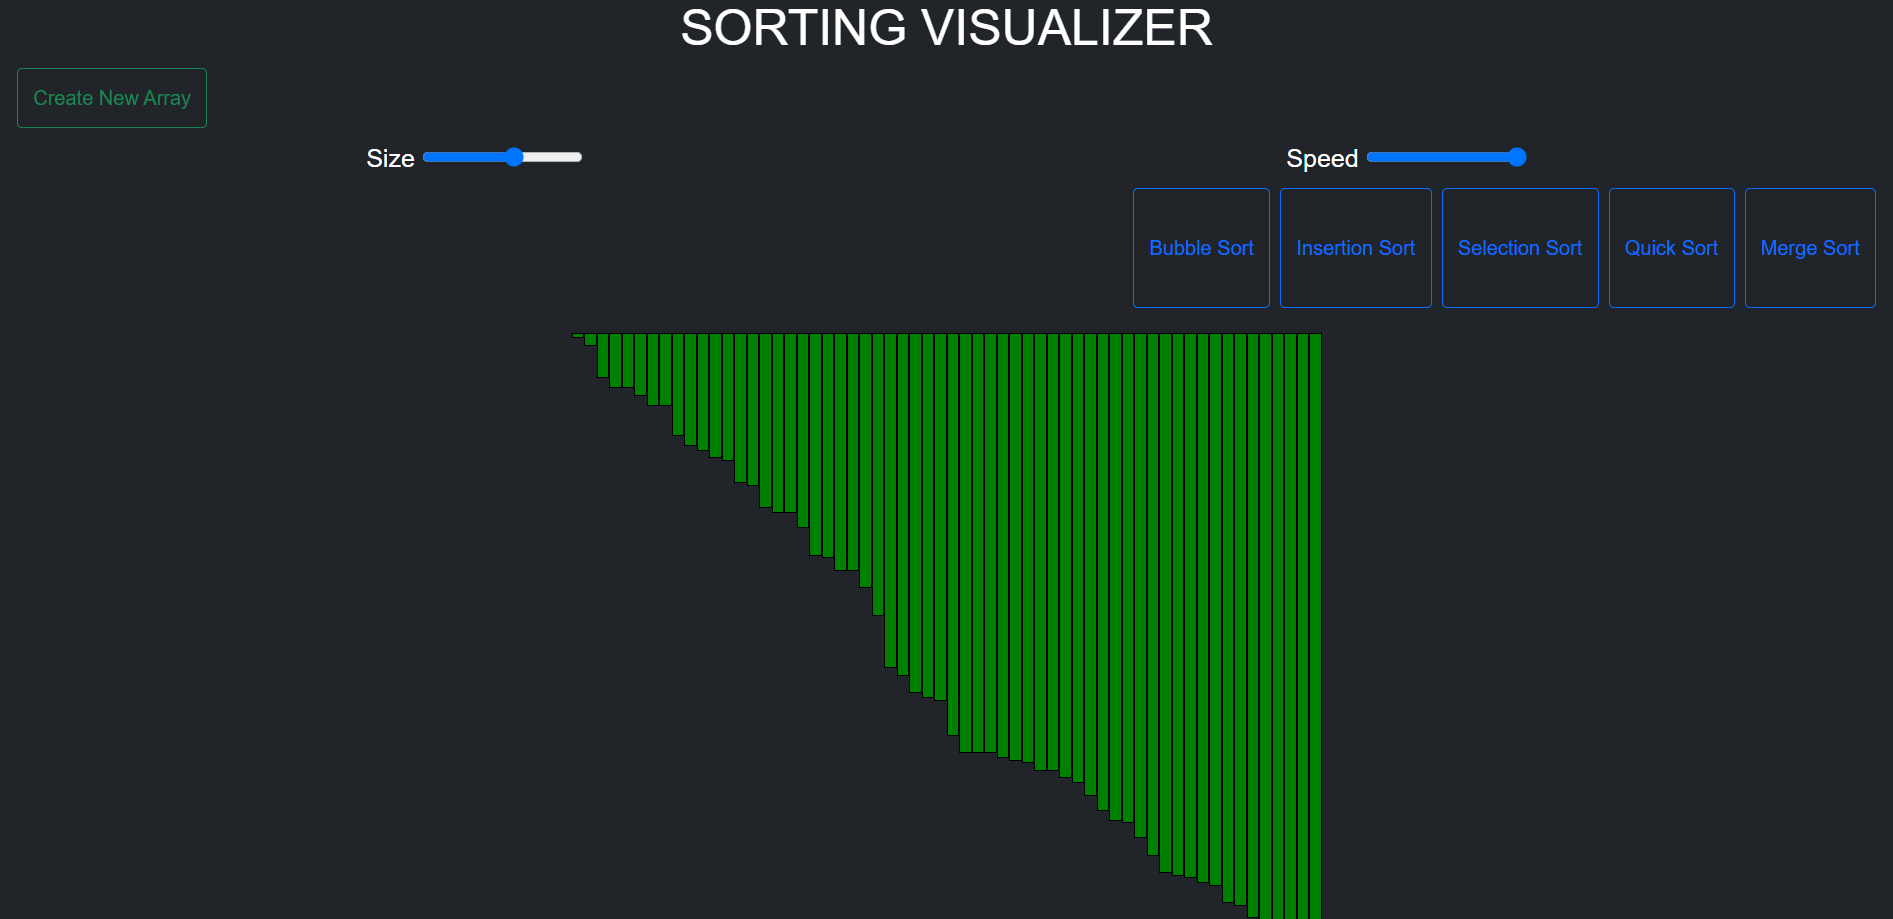 SORTING VISUALIZER
Create New Array
Size Speed
Bubble Sort Insertion Sort Selection Sort Quick Sort Merge Sort